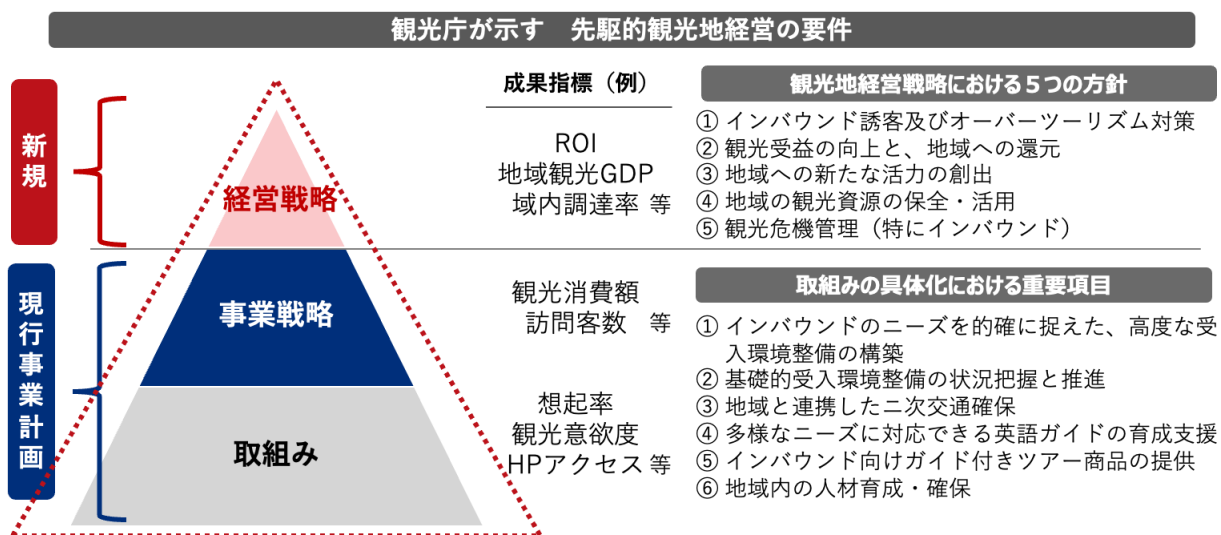 観光庁が示す 先駆的観光地経営の要件
新規
経営戦略
成果指標（例）
ROI
地域観光GDP
域内調達率 等
観光地経営戦略における５つの方針
① インバウンド誘客及びオーバーツーリズム対策
② 観光受益の向上と、地域への還元
③ 地域への新たな活力の創出
④ 地域の観光資源の保全・活用
⑤ 観光危機管理（特にインバウンド）
現行事業計画
事業戦略
観光消費額
訪問客数 等
取組み
想起率
観光意欲度
HPアクセス 等
取組みの具体化における重要項目
① インバウンドのニーズを的確に捉えた、高度な受
入環境整備の構築
② 基礎的受入環境整備の状況把握と推進
③ 地域と連携した二次交通確保
④ 多様なニーズに対応できる英語ガイドの育成支援
⑤ インバウンド向けガイド付きツアー商品の提供
⑥ 地域内の人材育成・確保